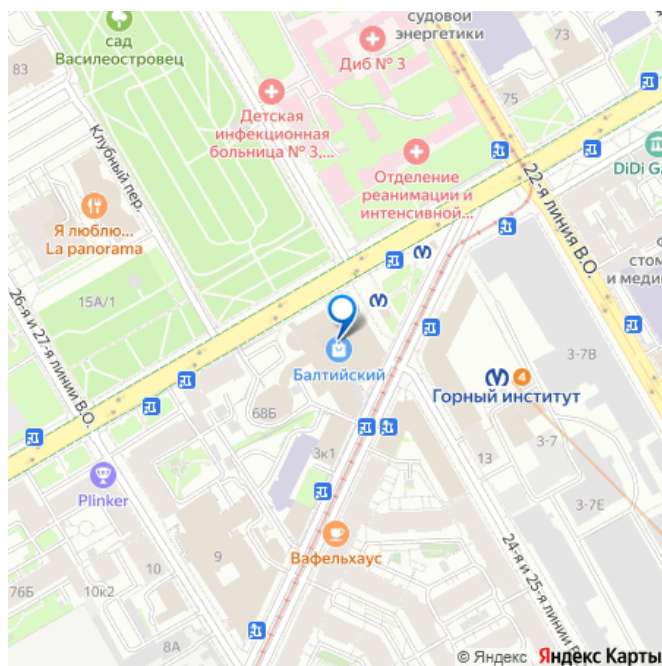 судовой
энергетики
сад
Василеостровец
73
Диб № 3
83
75
Детская
инфекционная
больница № 3,...
Клубный пер.
Отделение
реанимации и
интенсивной...
22-я линия В.О.
DiDi Ga
Я люблю...
La panorama
стом
и медиц
15А/1
26-я и 27-я линии В.О.
3-7В
Балтийский
4
Горный институт
68Б
3-7
3к1
13
Plinker
3-7Е
24-я и 25-я линии В.
Вафельхаус
9
10
76Б
10к2
8А
© Яндекс Яндекс Карты